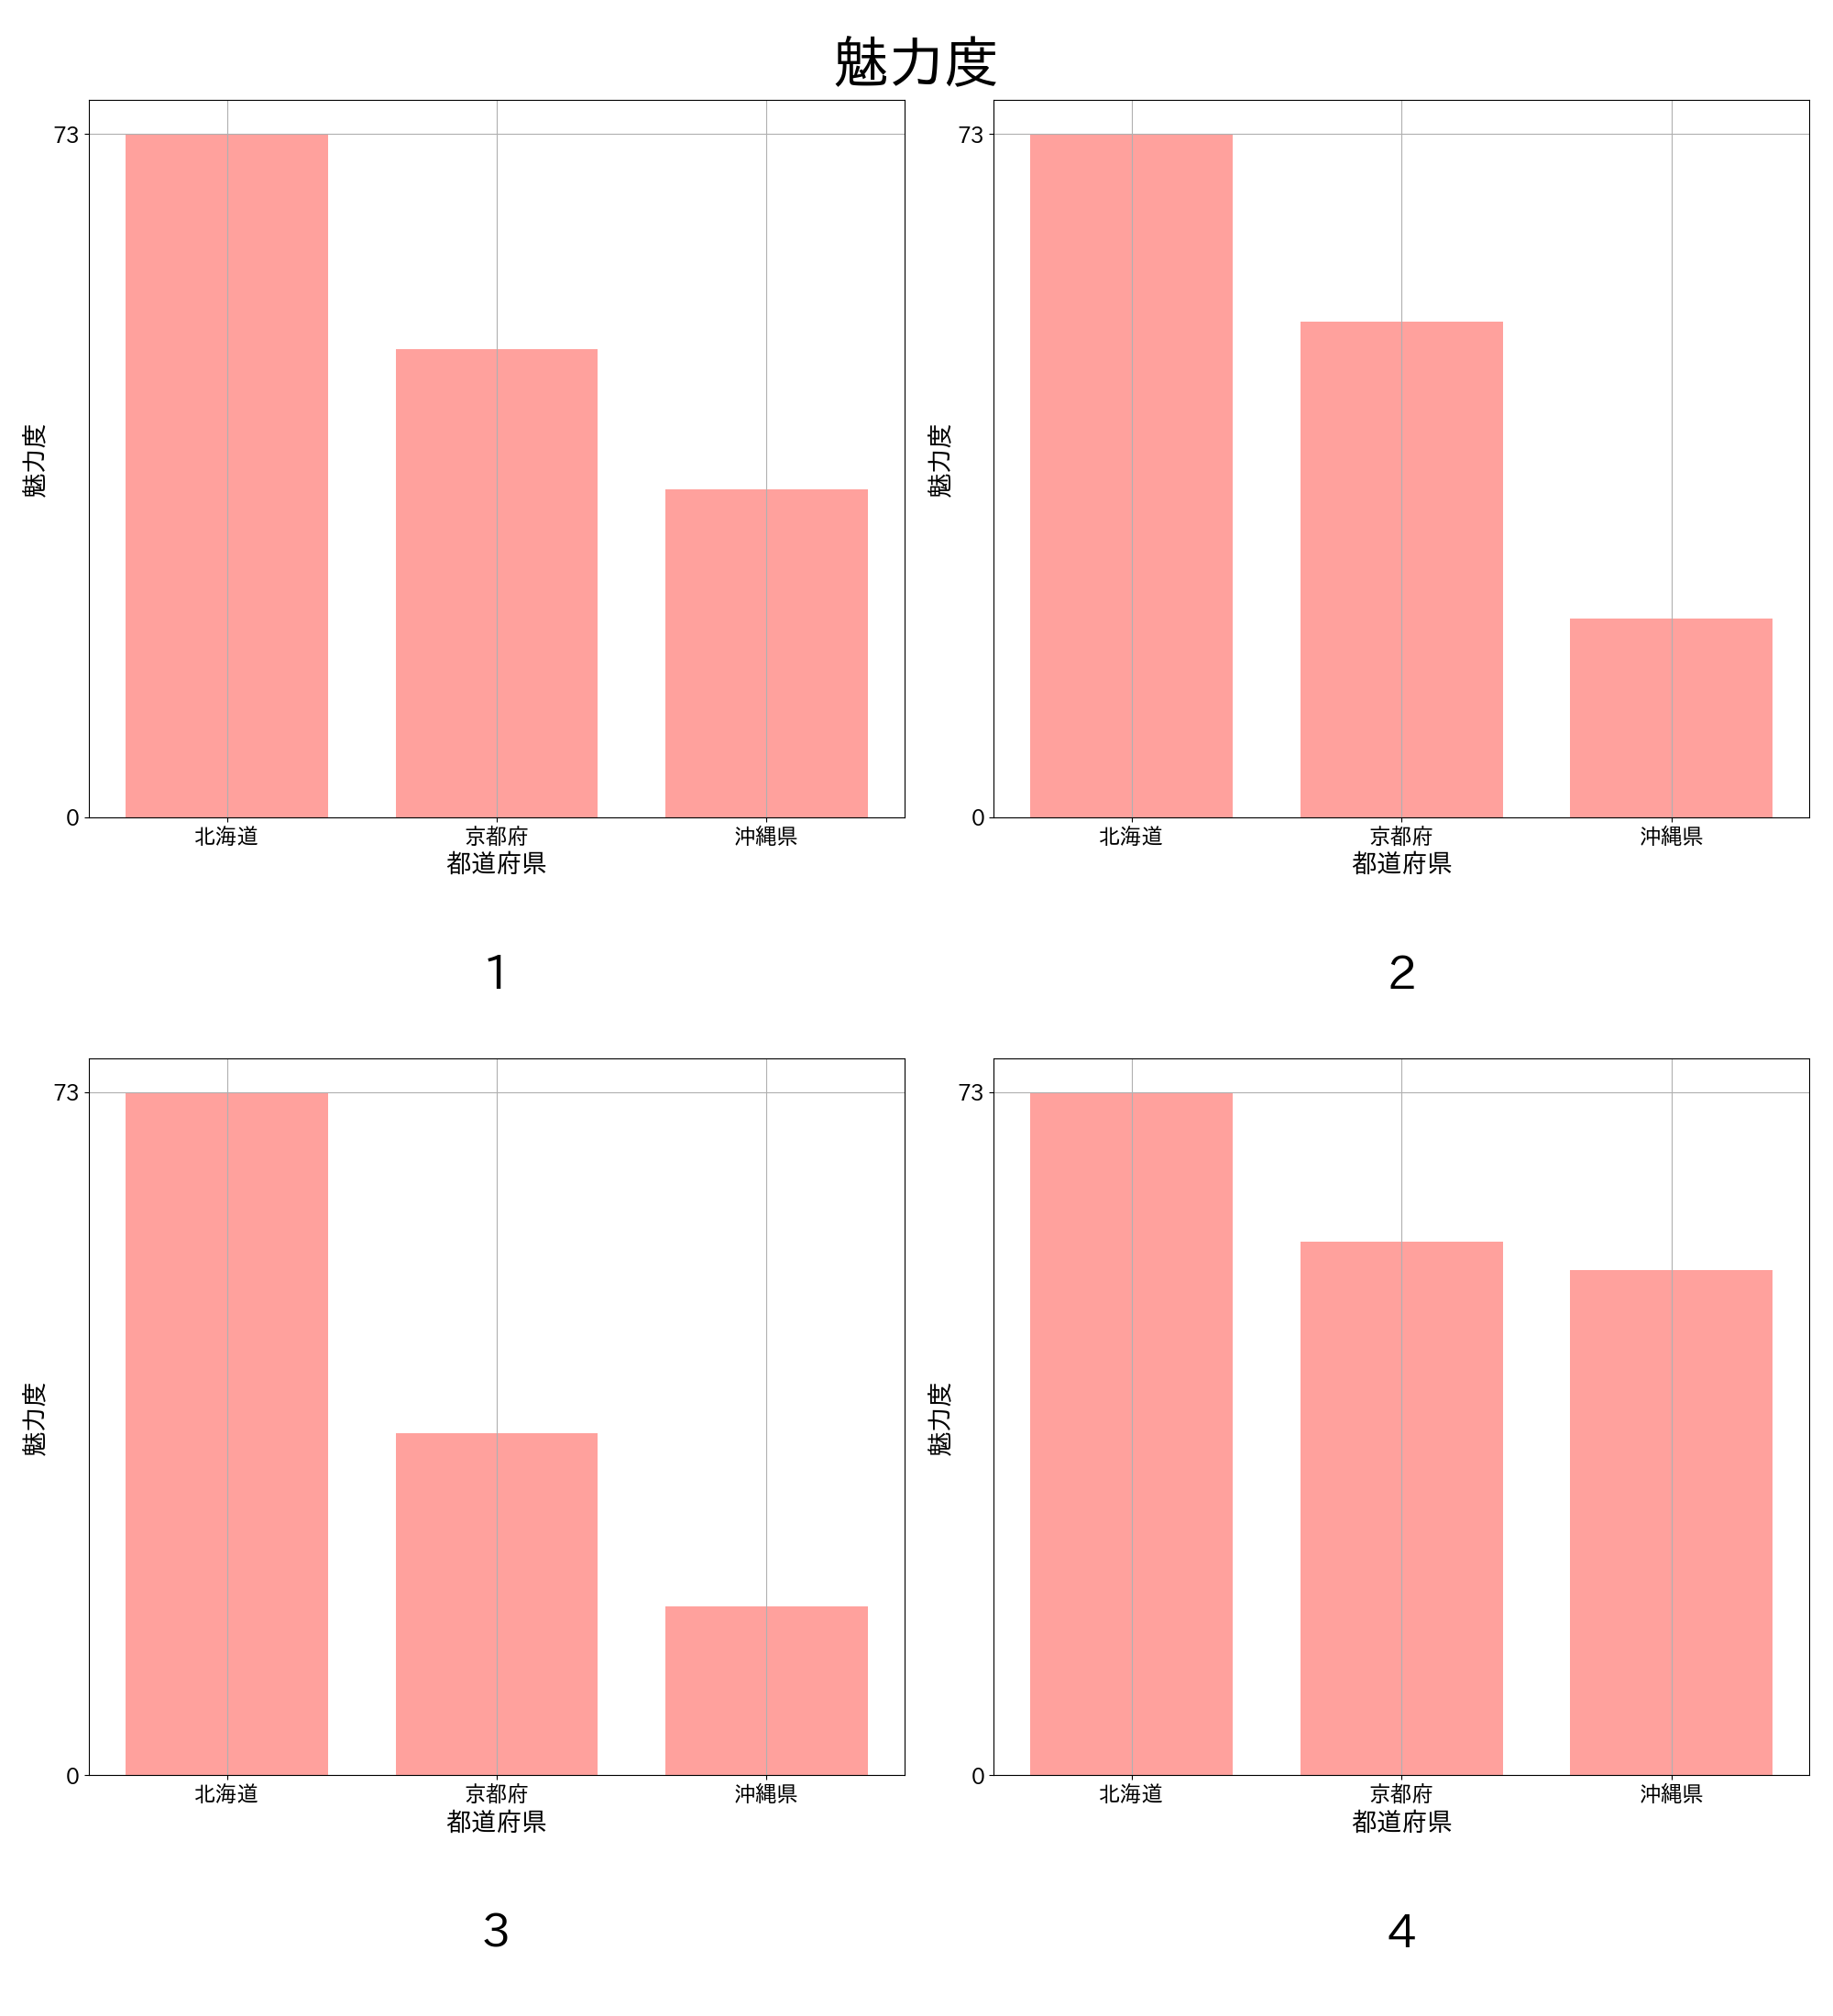 魅力度
73
0
魅力度
北海道 京都府 沖縄県
都道府県
1
73
0
魅力度
北海道 京都府 沖縄県
都道府県
2
73
0
魅力度
北海道 京都府 沖縄県
都道府県
3
73
0
魅力度
北海道 京都府 沖縄県
都道府県
4